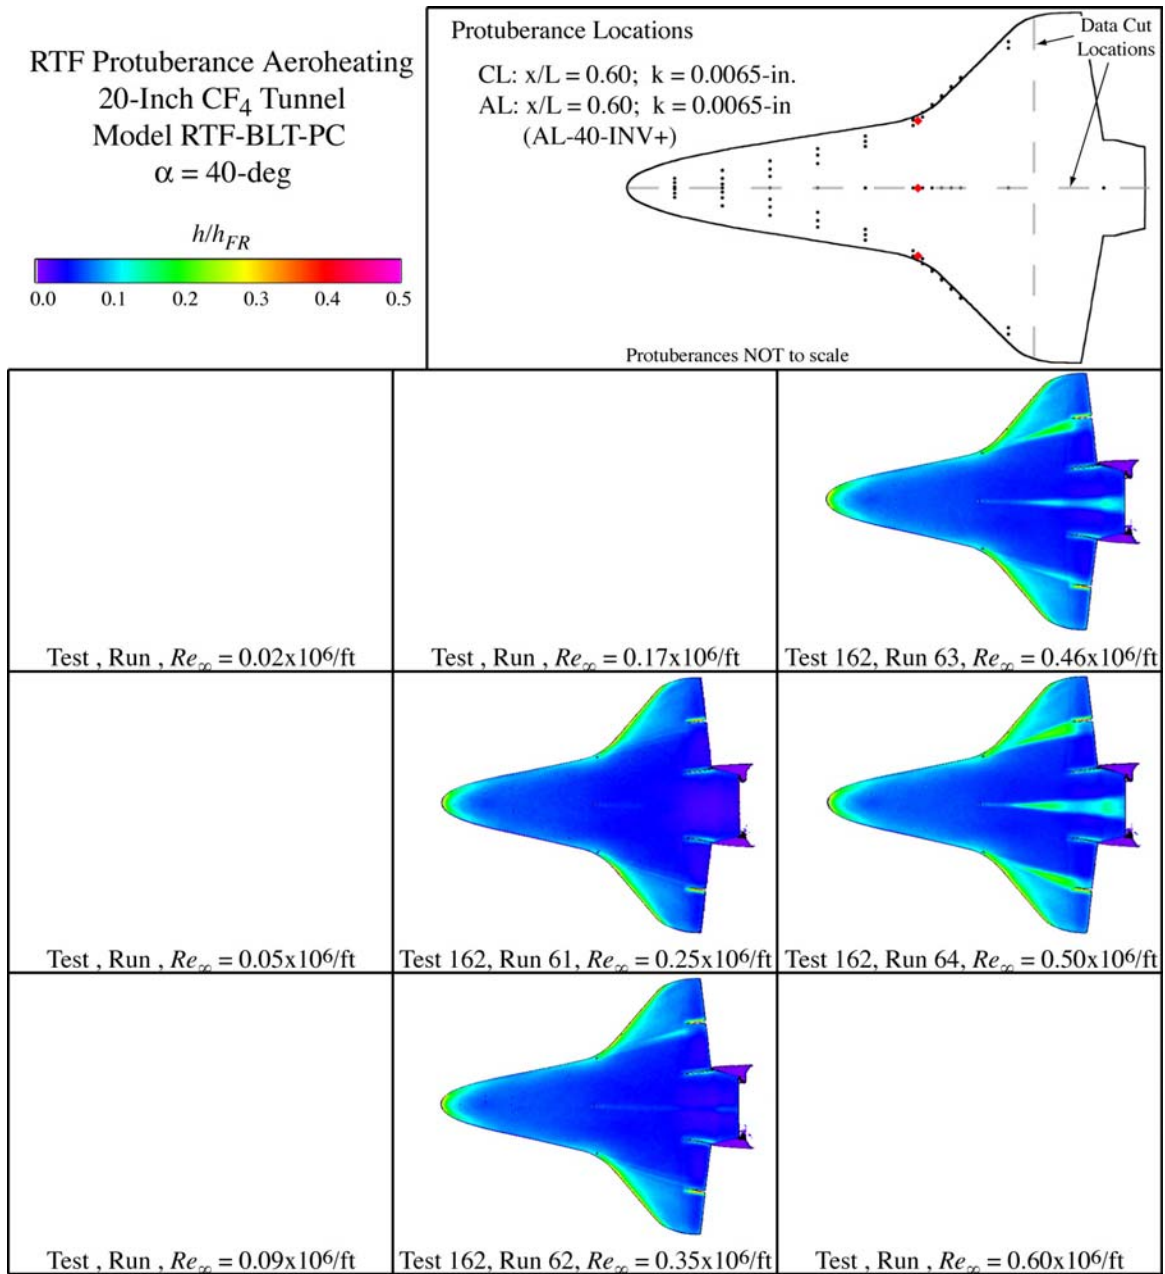 RTF Protuberance Aeroheating
20-Inch CF₄ Tunnel
Model RTF-BLT-PC
α = 40-deg
h/h_FR
0.0 0.1 0.2 0.3 0.4 0.5
Protuberance Locations
CL: x/L = 0.60; k = 0.0065-in.
AL: x/L = 0.60; k = 0.0065-in
(AL-40-INV+)
Data Cut
Locations
Protuberances NOT to scale
Test , Run , Re∞ = 0.02x10⁶/ft
Test , Run , Re∞ = 0.17x10⁶/ft
Test 162, Run 63, Re∞ = 0.46x10⁶/ft
Test , Run , Re∞ = 0.05x10⁶/ft
Test 162, Run 61, Re∞ = 0.25x10⁶/ft
Test 162, Run 64, Re∞ = 0.50x10⁶/ft
Test , Run , Re∞ = 0.09x10⁶/ft
Test 162, Run 62, Re∞ = 0.35x10⁶/ft
Test , Run , Re∞ = 0.60x10⁶/ft